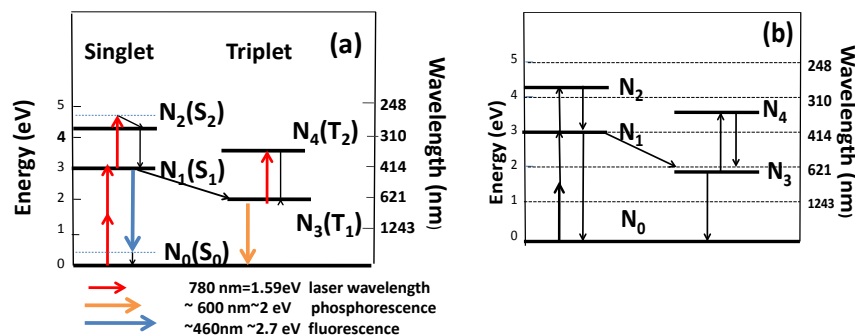 (a)
Singlet Triplet
Energy (eV)
5
4
3
2
1
0
N2(S2)
N1(S1)
N0(S0)
N4(T2)
N3(T1)
248
310
414
621
1243
Wavelength (nm)
780 nm=1.59eV laser wavelength
~ 600 nm~2 eV phosphorescence
~460nm ~2.7 eV fluorescence
(b)
Energy (eV)
5
4
3
2
1
0
N2
N1
N0
N4
N3
248
310
414
621
1243
Wavelength (nm)